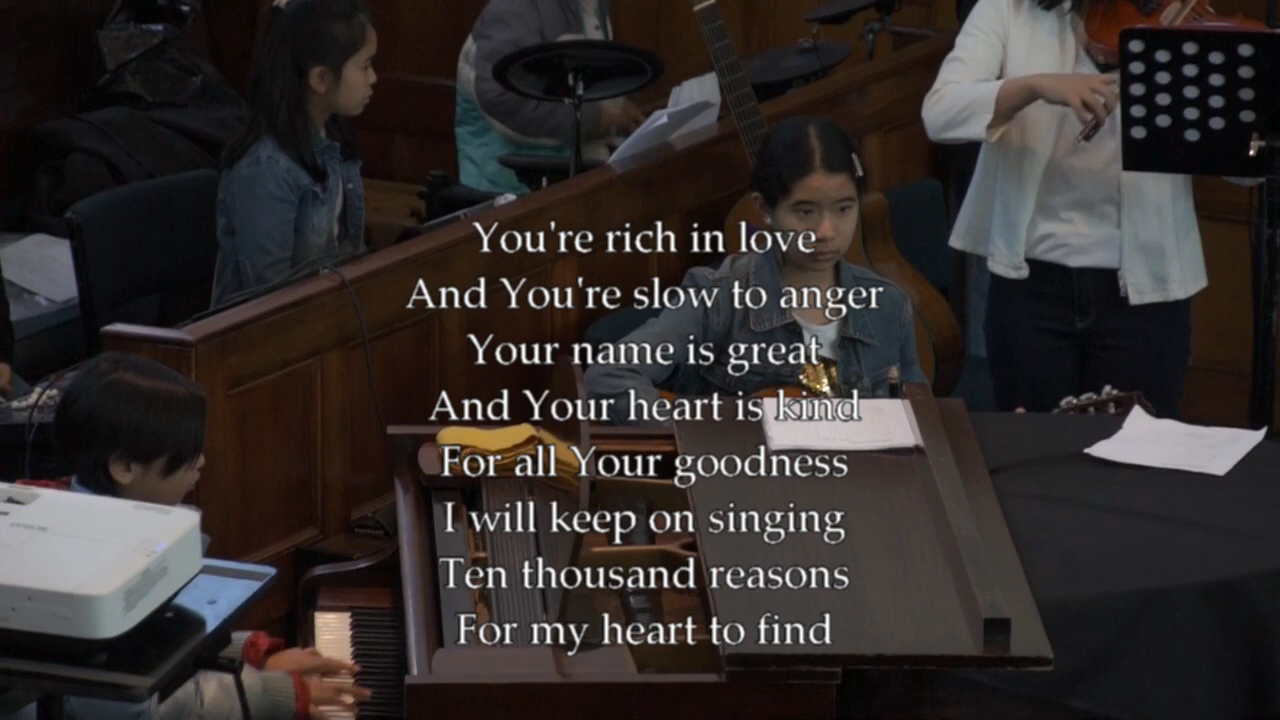 You're rich in love
And You're slow to anger
Your name is great
And Your heart is kind
For all Your goodness
I will keep on singing
Ten thousand reasons
For my heart to find